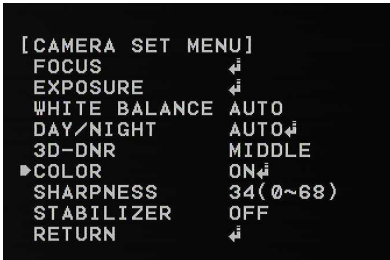 [CAMERA SET MENU]
FOCUS ↲
EXPOSURE ↲
WHITE BALANCE AUTO
DAY/NIGHT AUTO↲
3D-DNR MIDDLE
▶COLOR ON↲
SHARPNESS 34(0~68)
STABILIZER OFF
RETURN ↲